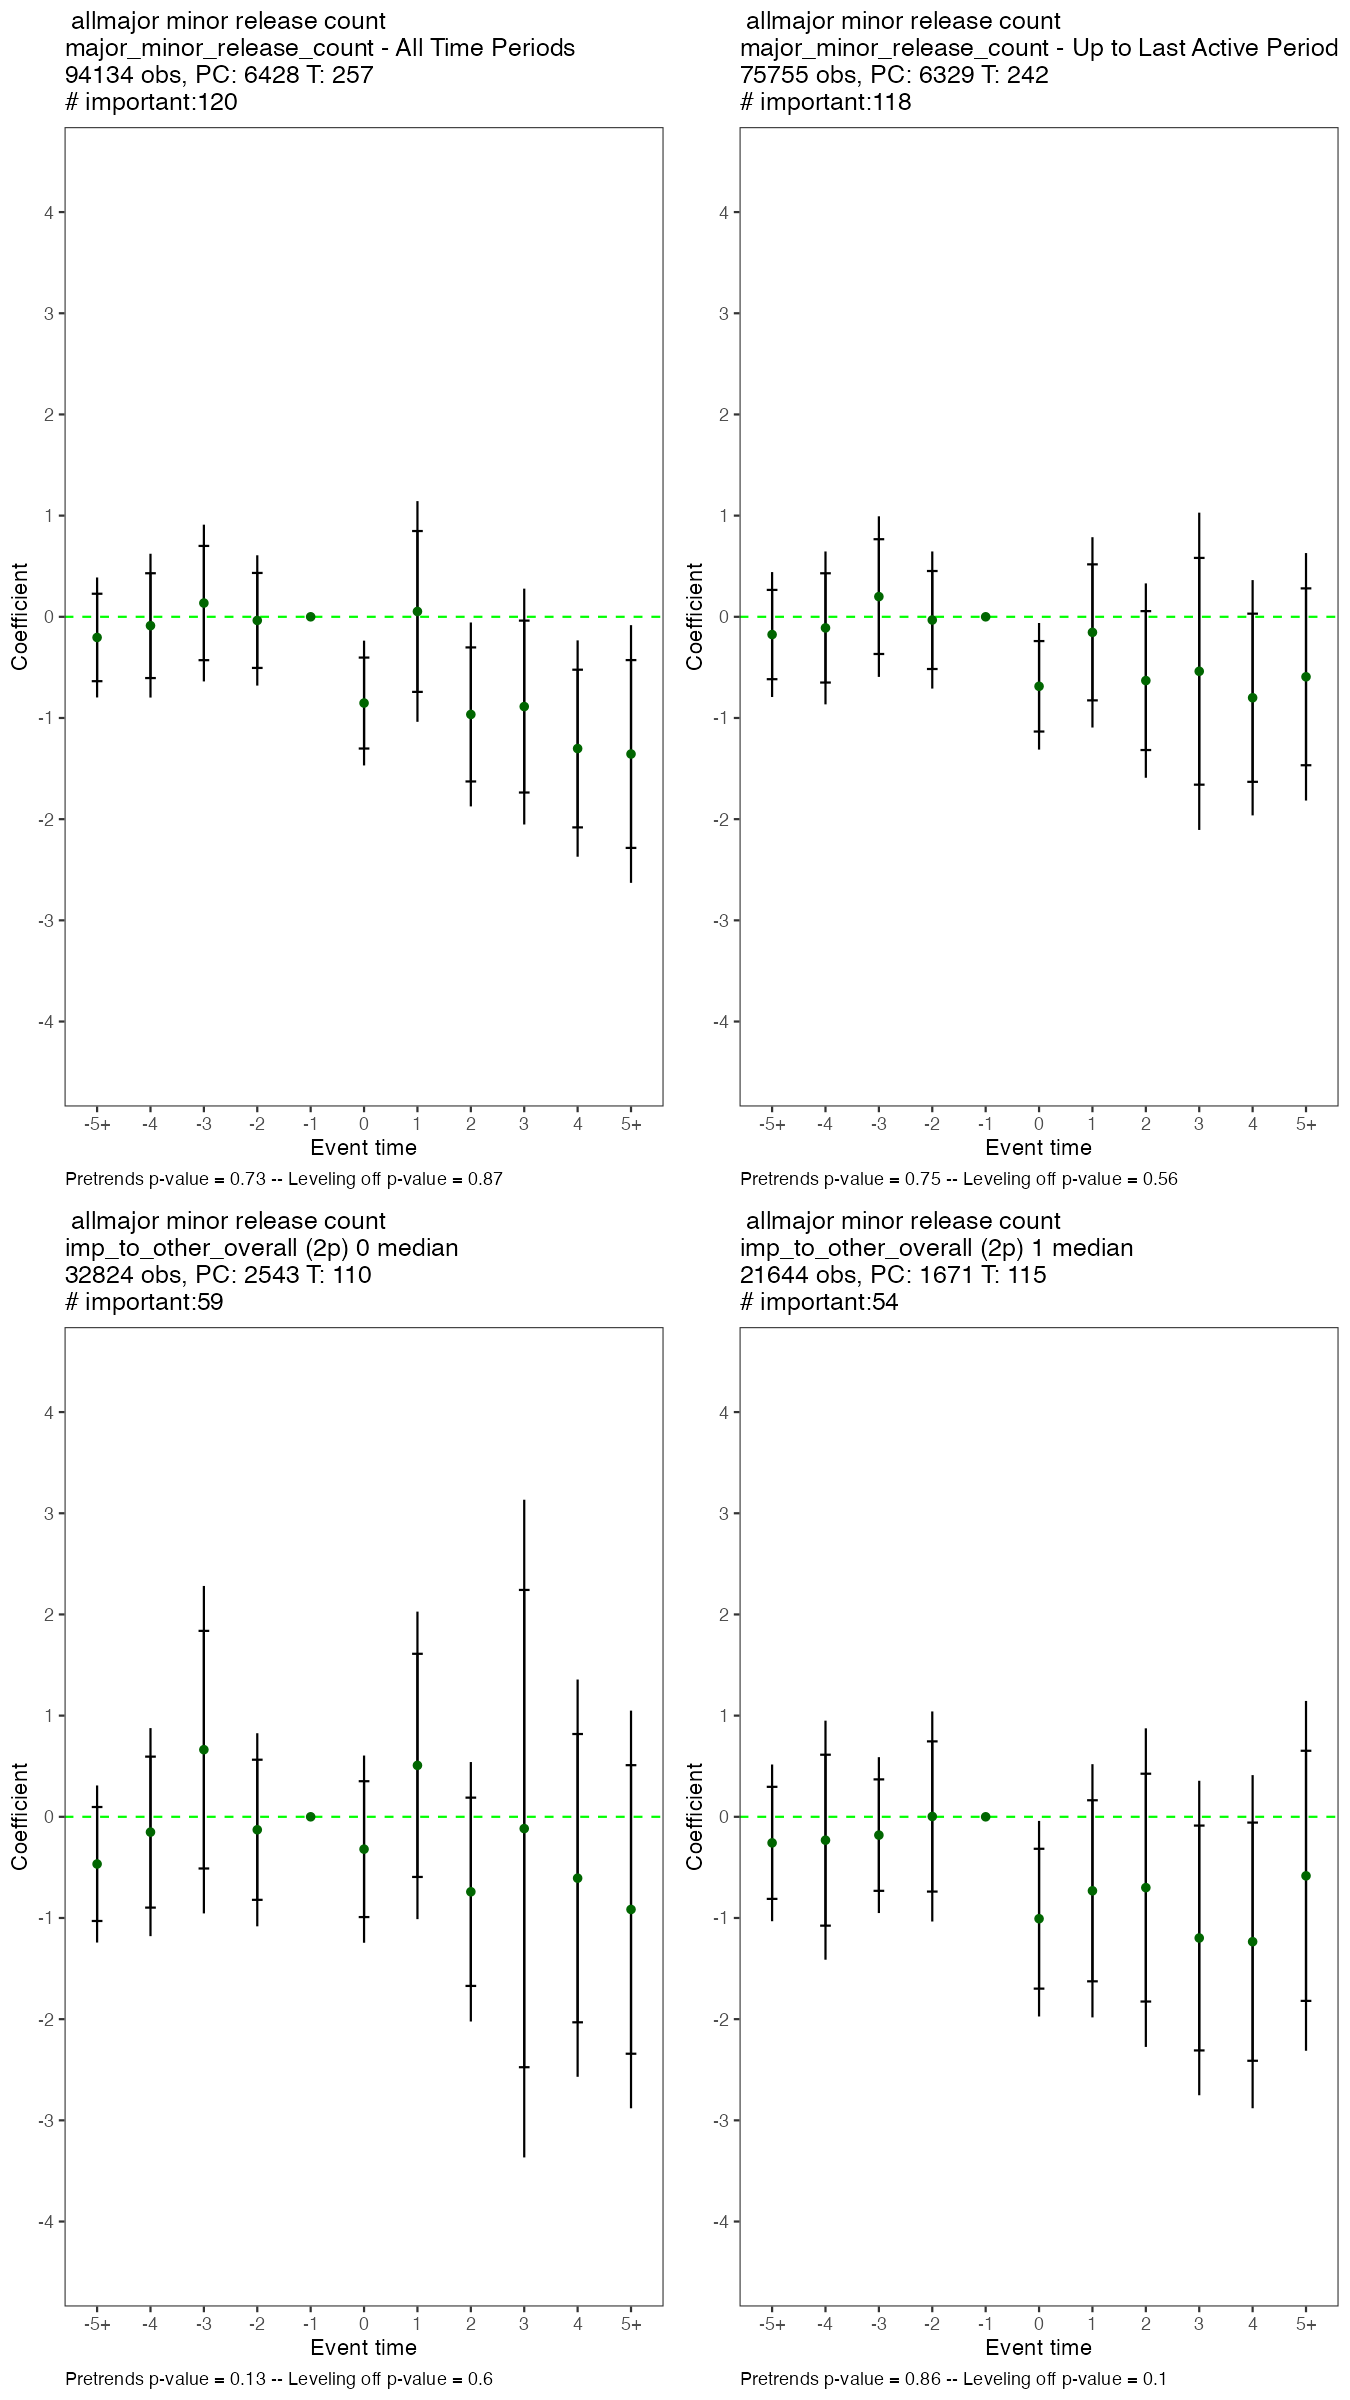 allmajor minor release count
major_minor_release_count - All Time Periods
94134 obs, PC: 6428 T: 257
# important:120
4
3
2
1
0
-1
-2
-3
-4
Coefficient
-5+ -4 -3 -2 -1 0 1 2 3 4 5+
Event time
Pretrends p-value = 0.73 -- Leveling off p-value = 0.87
allmajor minor release count
major_minor_release_count - Up to Last Active Period
75755 obs, PC: 6329 T: 242
# important:118
4
3
2
1
0
-1
-2
-3
-4
Coefficient
-5+ -4 -3 -2 -1 0 1 2 3 4 5+
Event time
Pretrends p-value = 0.75 -- Leveling off p-value = 0.56
allmajor minor release count
imp_to_other_overall (2p) 0 median
32824 obs, PC: 2543 T: 110
# important:59
4
3
2
1
0
-1
-2
-3
-4
Coefficient
-5+ -4 -3 -2 -1 0 1 2 3 4 5+
Event time
Pretrends p-value = 0.13 -- Leveling off p-value = 0.6
allmajor minor release count
imp_to_other_overall (2p) 1 median
21644 obs, PC: 1671 T: 115
# important:54
4
3
2
1
0
-1
-2
-3
-4
Coefficient
-5+ -4 -3 -2 -1 0 1 2 3 4 5+
Event time
Pretrends p-value = 0.86 -- Leveling off p-value = 0.1